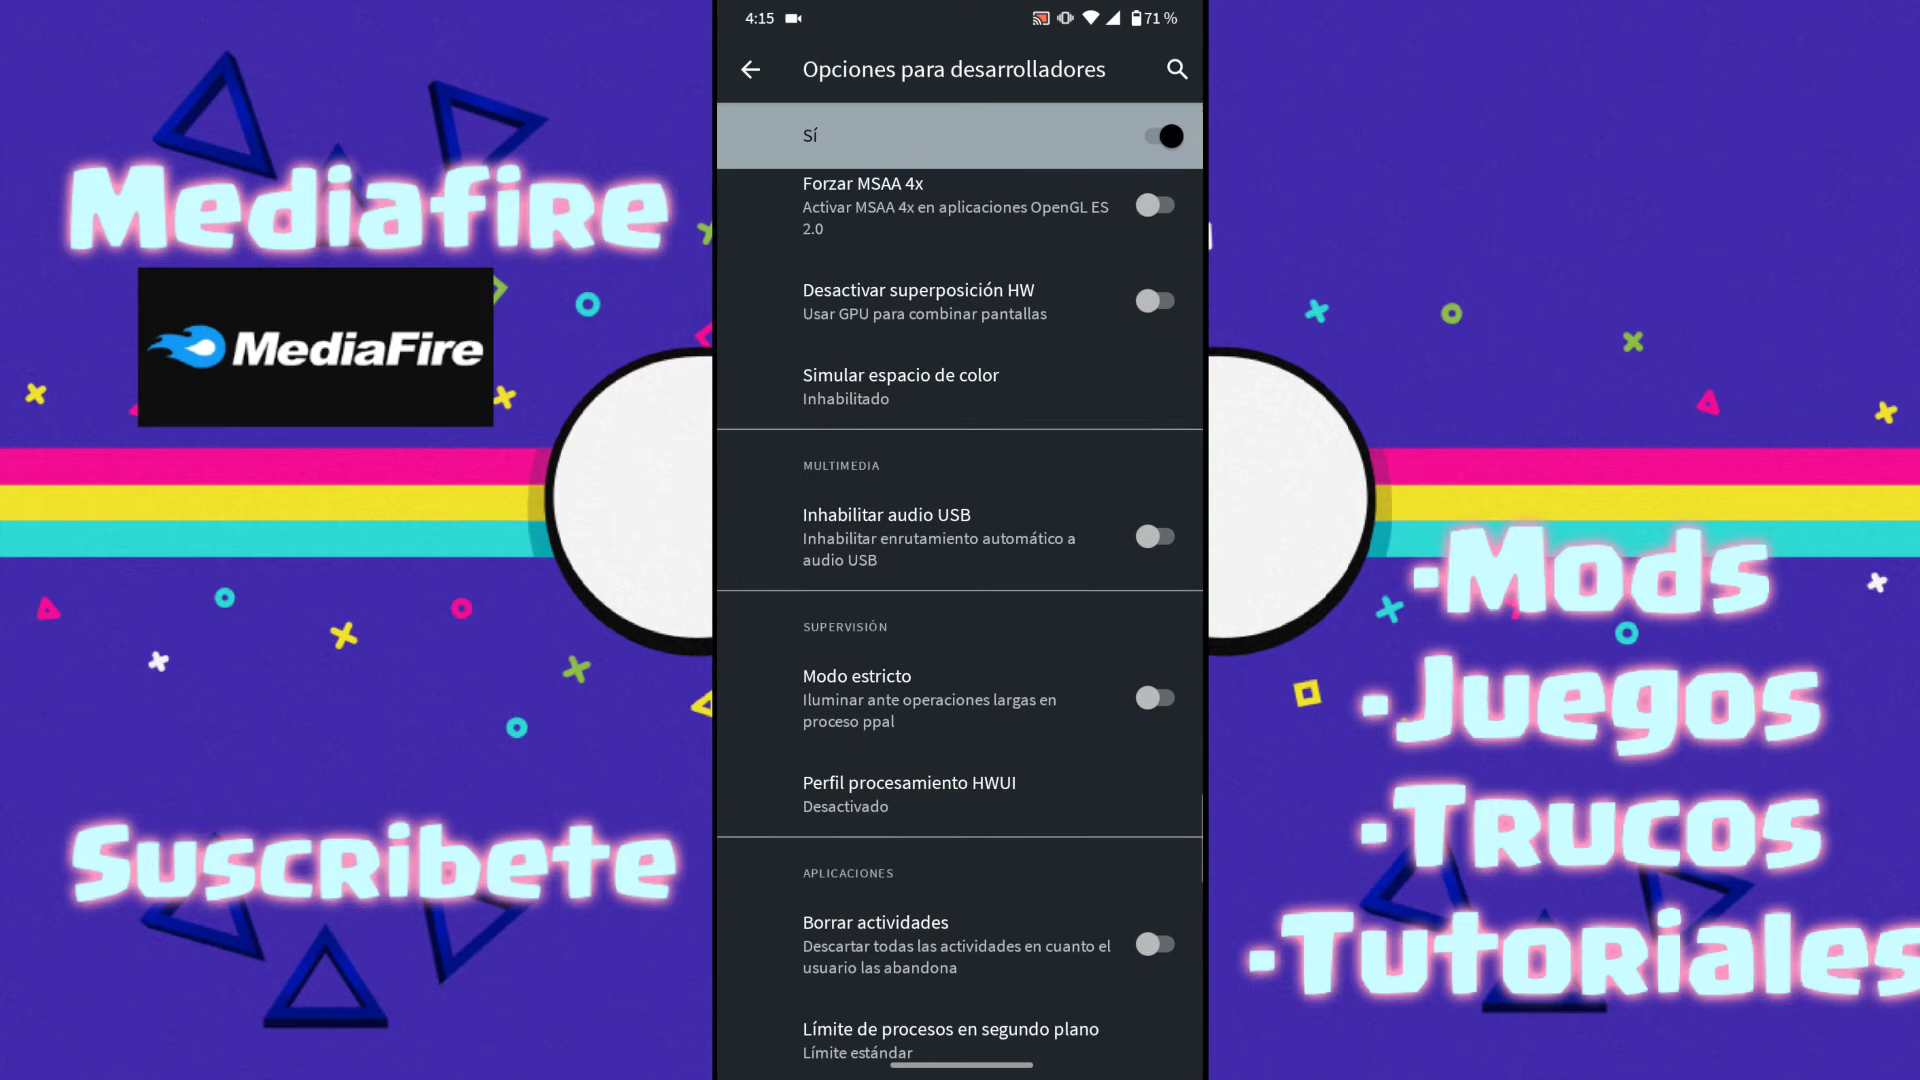 4:15
71 %
Opciones para desarrolladores
Sí
Forzar MSAA 4x
Activar MSAA 4x en aplicaciones OpenGL ES
2.0
Desactivar superposición HW
Usar GPU para combinar pantallas
Simular espacio de color
Inhabilitado
MULTIMEDIA
Inhabilitar audio USB
Inhabilitar enrutamiento automático a
audio USB
SUPERVISIÓN
Modo estricto
Iluminar ante operaciones largas en
proceso ppal
Perfil procesamiento HWUI
Desactivado
APLICACIONES
Borrar actividades
Descartar todas las actividades en cuanto el
usuario las abandona
Límite de procesos en segundo plano
Límite estándar
Mediafire
MediaFire
Suscribete
-Mods
-Juegos
-Trucos
-Tutoriales